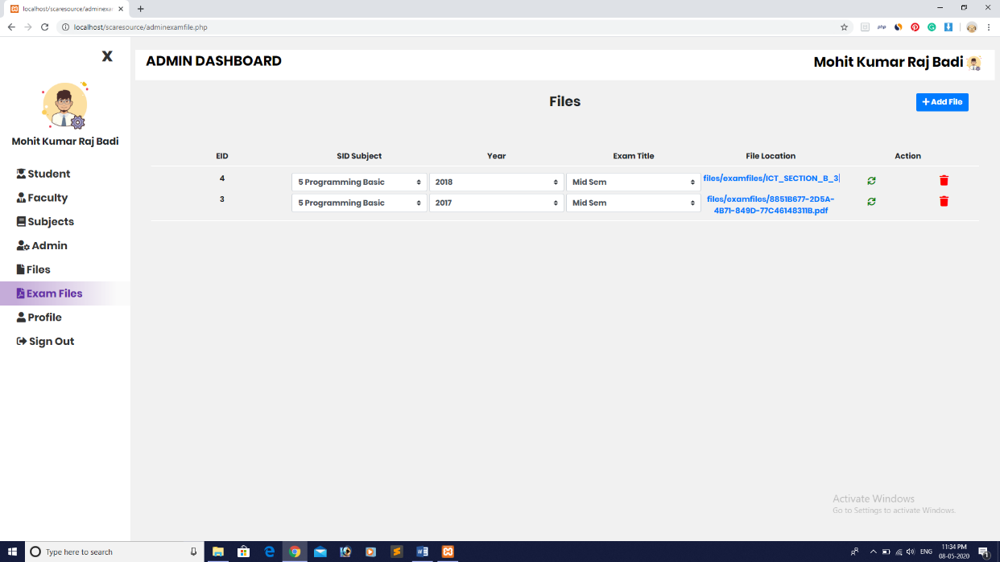 localhost/scaresource/adminexar
localhost/scaresource/adminexamfile.php
php
X
ADMIN DASHBOARD
Mohit Kumar Raj Badi
Mohit Kumar Raj Badi
Student
Faculty
Subjects
Admin
Files
Exam Files
Profile
Sign Out
Files
+ Add File
EID SID Subject Year Exam Title File Location Action
4 5 Programming Basic 2018 Mid Sem files/examfiles/ICT_SECTION_B_3
3 5 Programming Basic 2017 Mid Sem files/examfiles/8851B677-2D5A-
4B71-849D-77C46148311B.pdf
Activate Windows
Go to Settings to activate Windows.
Type here to search
ENG
11:34 PM
08-05-2020
1